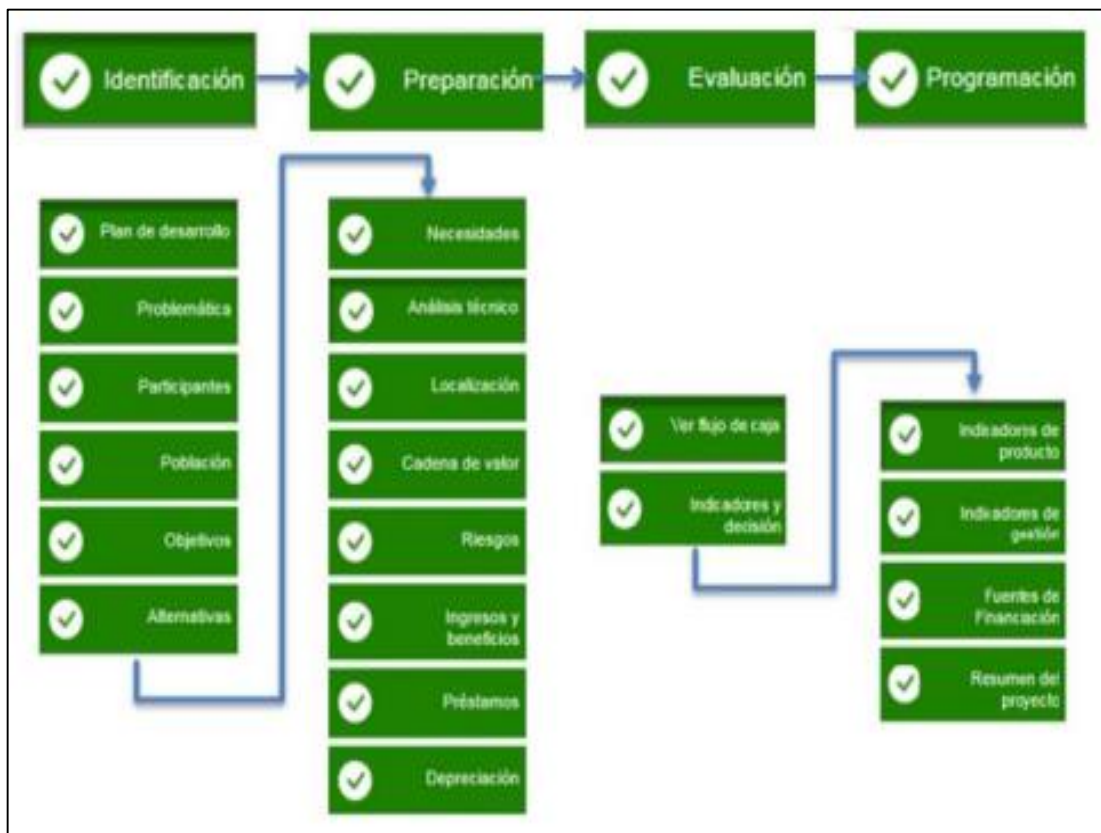 Identificación
Preparación
Evaluación
Programación
Plan de desarrollo
Problemática
Participantes
Población
Objetivos
Alternativas
Necesidades
Análisis técnico
Localización
Cadena de valor
Riesgos
Ingresos y
beneficios
Préstamos
Depreciación
Ver flujo de caja
Indicadores y
decisión
Indicadores de
producto
Indicadores de
gestión
Fuentes de
Financiación
Resumen del
proyecto